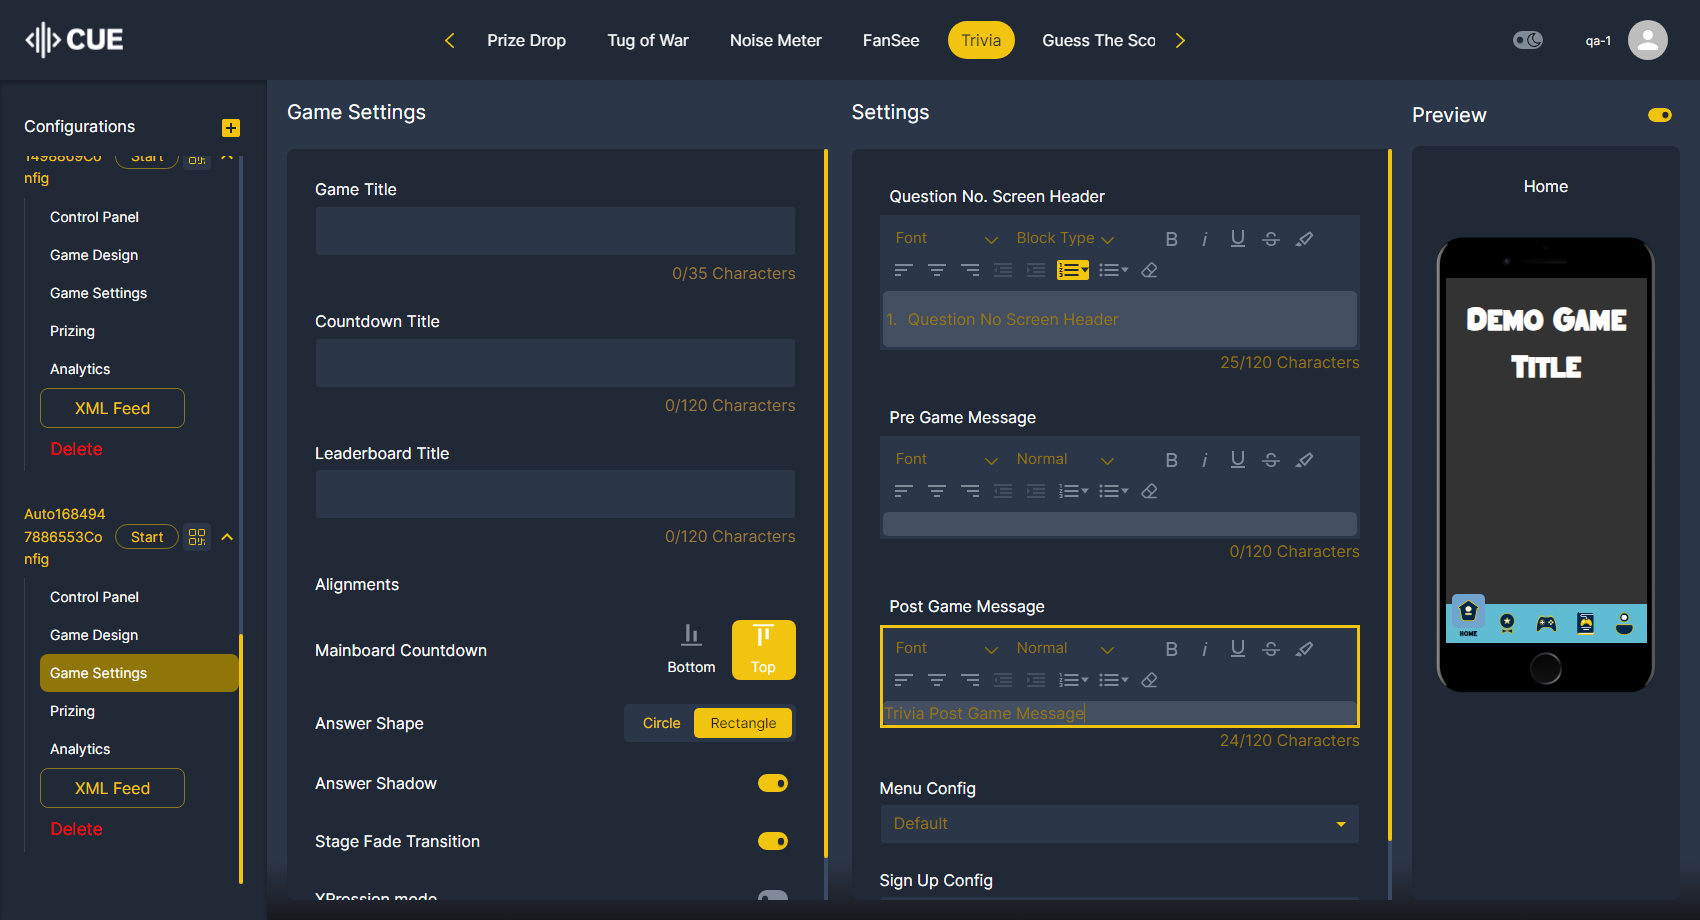 CUE
Prize Drop
Tug of War
Noise Meter
FanSee
Trivia
Guess The Sco
qa-1
Configurations
1498869Co
nfig
Start
Control Panel
Game Design
Game Settings
Prizing
Analytics
XML Feed
Delete
Auto168494
7886553Co
nfig
Start
Control Panel
Game Design
Game Settings
Prizing
Analytics
XML Feed
Delete
Game Settings
Game Title
0/35 Characters
Countdown Title
0/120 Characters
Leaderboard Title
0/120 Characters
Alignments
Mainboard Countdown
Bottom
Top
Answer Shape
Circle
Rectangle
Answer Shadow
Stage Fade Transition
XPression mode
Settings
Question No. Screen Header
Font
Block Type
1. Question No Screen Header
25/120 Characters
Pre Game Message
Font
Normal
0/120 Characters
Post Game Message
Font
Normal
Trivia Post Game Message
24/120 Characters
Menu Config
Default
Sign Up Config
Preview
Home
Demo Game
Title
HOME